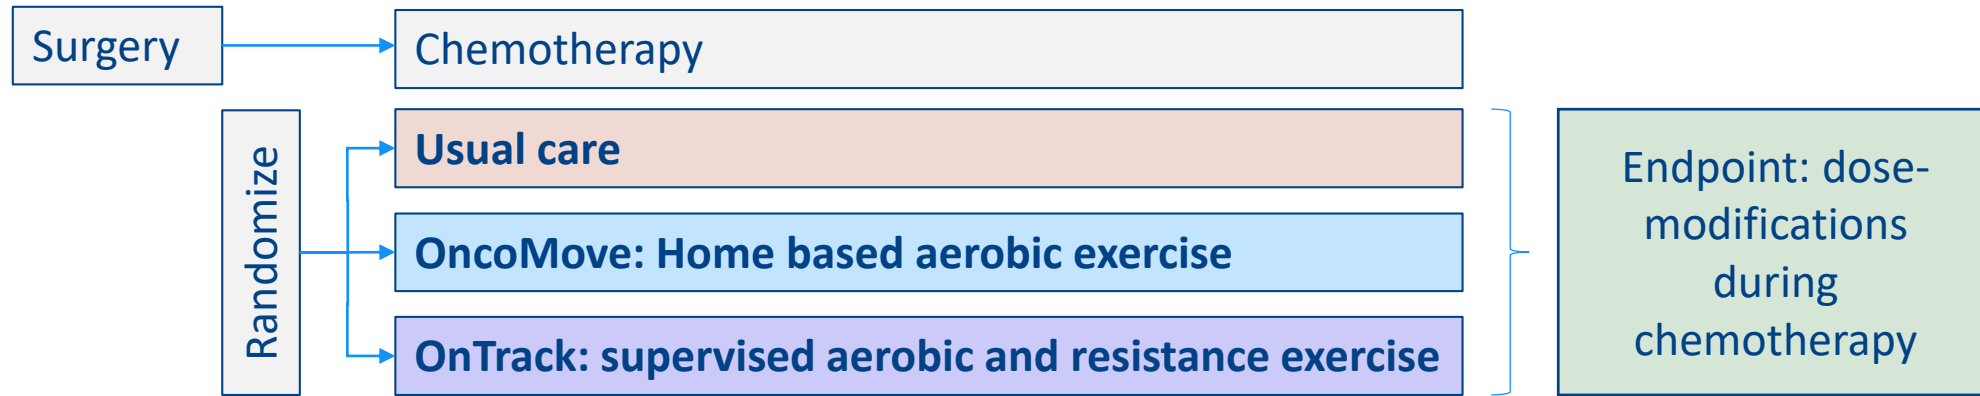 Surgery
Chemotherapy
Randomize
Usual care
OncoMove: Home based aerobic exercise
OnTrack: supervised aerobic and resistance exercise
Endpoint: dose-
modifications
during
chemotherapy